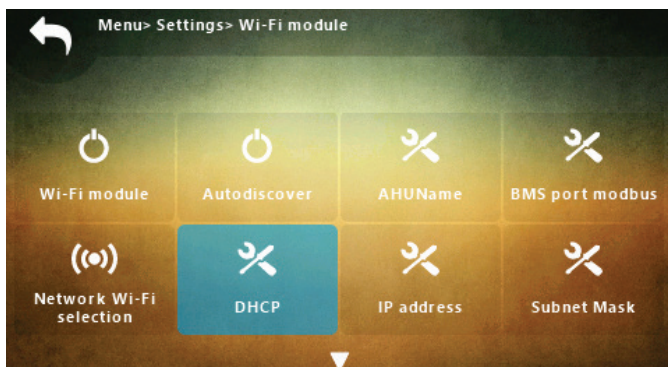 Menu> Settings> Wi-Fi module
Wi-Fi module
Autodiscover
AHUName
BMS port modbus
Network Wi-Fi
selection
DHCP
IP address
Subnet Mask